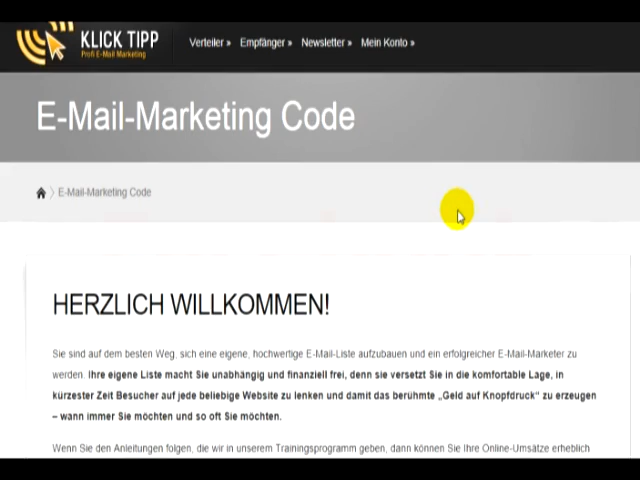 KLICK TIPP
Profi E-Mail Marketing
Verteiler » Empfänger » Newsletter » Mein Konto »
E-Mail-Marketing Code
E-Mail-Marketing Code
HERZLICH WILLKOMMEN!
Sie sind auf dem besten Weg, sich eine eigene, hochwertige E-Mail-Liste aufzubauen und ein erfolgreicher E-Mail-Marketer zu
werden. Ihre eigene Liste macht Sie unabhängig und finanziell frei, denn sie versetzt Sie in die komfortable Lage, in
kürzester Zeit Besucher auf jede beliebige Website zu lenken und damit das berühmte „Geld auf Knopfdruck“ zu erzeugen
– wann immer Sie möchten und so oft Sie möchten.
Wenn Sie den Anleitungen folgen, die wir in unserem Trainingsprogramm geben, dann können Sie Ihre Online-Umsätze erheblich